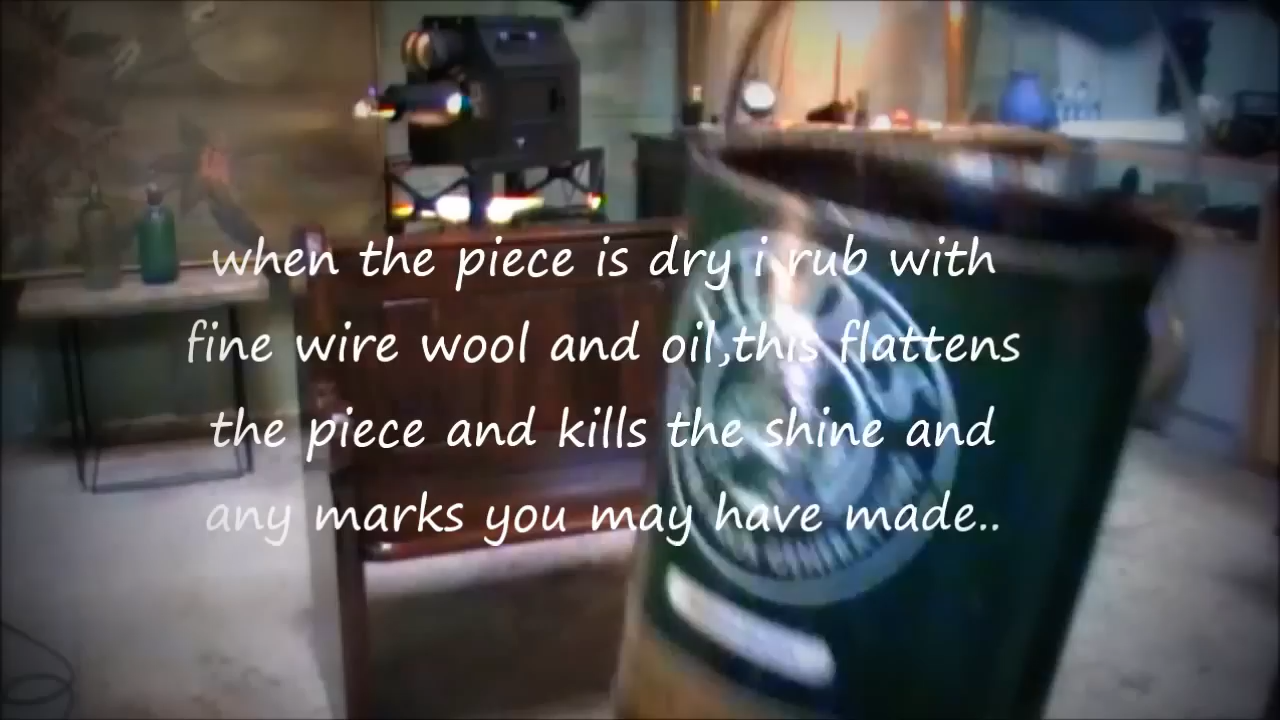 when the piece is dry i rub with
fine wire wool and oil,this flattens
the piece and kills the shine and
any marks you may have made..